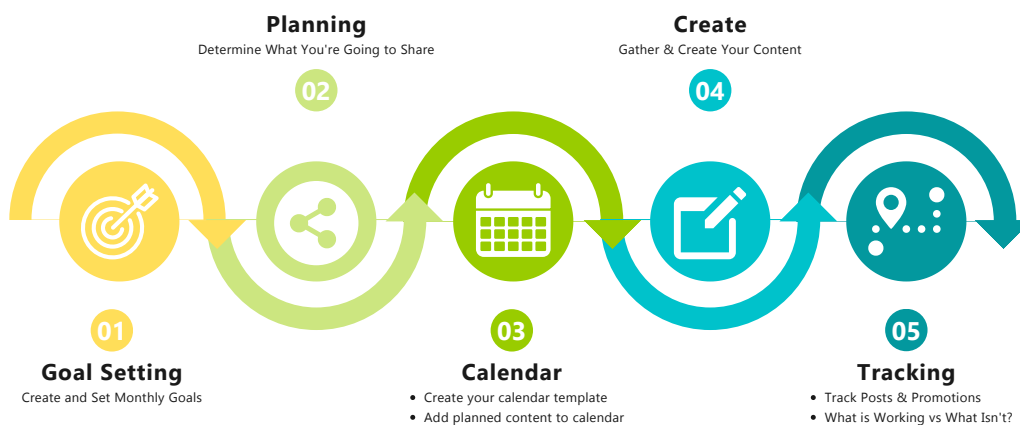 01
Goal Setting
Create and Set Monthly Goals
Planning
Determine What You're Going to Share
02
03
Calendar
• Create your calendar template
• Add planned content to calendar
Create
Gather & Create Your Content
04
05
Tracking
• Track Posts & Promotions
• What is Working vs What Isn't?